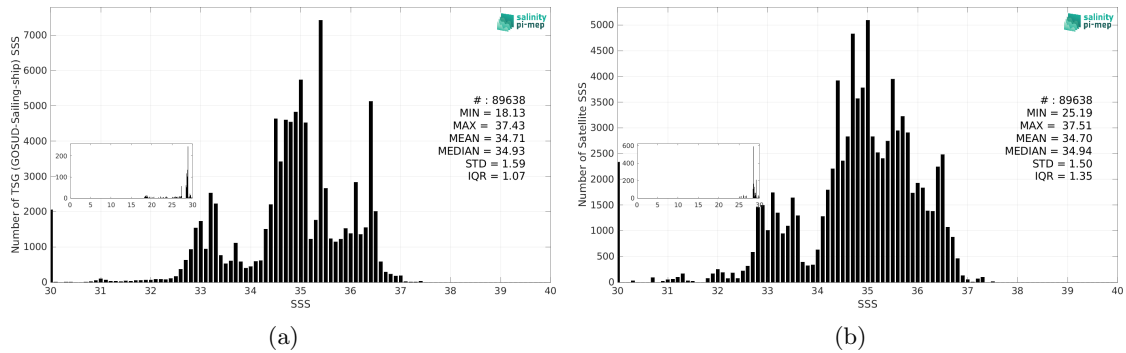 salinity
pi-mep
Number of TSG (GOSUD-Sailing-ship) SSS
7000
6000
5000
4000
3000
2000
1000
0
# : 89638
MIN = 18.13
MAX = 37.43
MEAN = 34.71
MEDIAN = 34.93
STD = 1.59
IQR = 1.07
200
100
0
0 5 10 15 20 25 30
30 31 32 33 34 35 36 37 38 39 40
SSS
(a)
salinity
pi-mep
Number of Satellite SSS
5000
4500
4000
3500
3000
2500
2000
1500
1000
500
0
# : 89638
MIN = 25.19
MAX = 37.51
MEAN = 34.70
MEDIAN = 34.94
STD = 1.50
IQR = 1.35
600
400
200
0
0 5 10 15 20 25 30
30 31 32 33 34 35 36 37 38 39 40
SSS
(b)